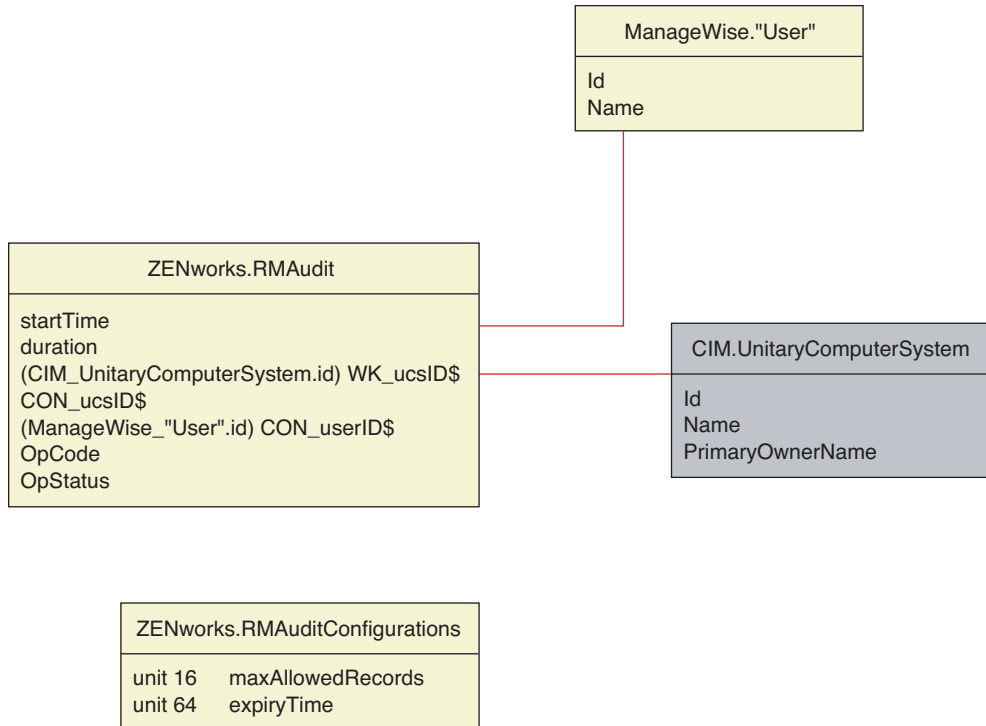 ManageWise."User"
Id
Name
ZENworks.RMAudit
startTime
duration
(CIM_UnitaryComputerSystem.id) WK_ucsID$
CON_ucsID$
(ManageWise_"User".id) CON_userID$
OpCode
OpStatus
CIM.UnitaryComputerSystem
Id
Name
PrimaryOwnerName
ZENworks.RMAuditConfigurations
unit 16 maxAllowedRecords
unit 64 expiryTime